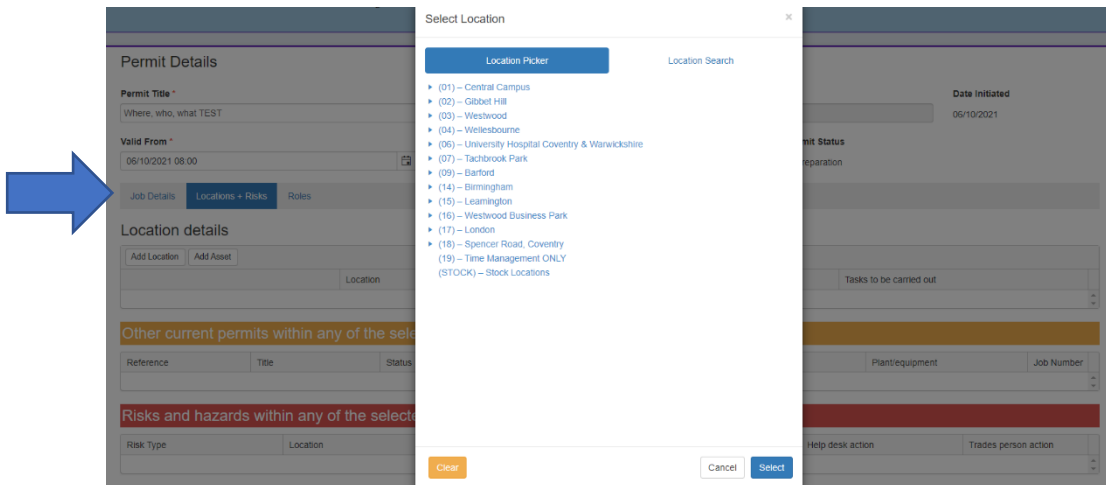 Select Location
×
Location Picker Location Search
(01) – Central Campus
(02) – Gibbet Hill
(03) – Westwood
(04) – Wellesbourne
(06) – University Hospital Coventry & Warwickshire
(07) – Tachbrook Park
(09) – Barford
(14) – Birmingham
(15) – Leamington
(16) – Westwood Business Park
(17) – London
(18) – Spencer Road, Coventry
(19) – Time Management ONLY
(STOCK) – Stock Locations
Clear Cancel Select
Permit Details
Permit Title * Date Initiated
Where, who, what TEST 06/10/2021
Valid From * mit Status
06/10/2021 08:00 reparation
Job Details Locations + Risks Roles
Location details
Add Location Add Asset
Location Tasks to be carried out
Other current permits within any of the sele
Reference Title Status Plant/equipment Job Number
Risks and hazards within any of the selecte
Risk Type Location Help desk action Trades person action